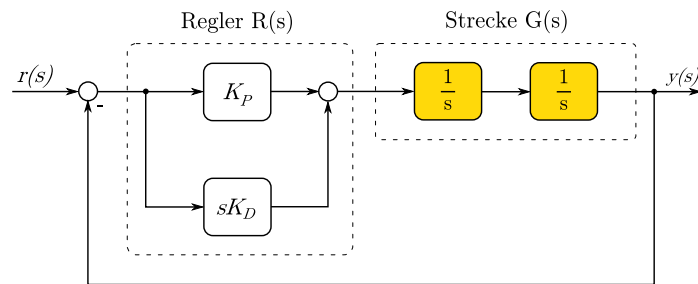 Regler R(s)
Strecke G(s)
r(s)
K_P
1/s
1/s
y(s)
-
sK_D